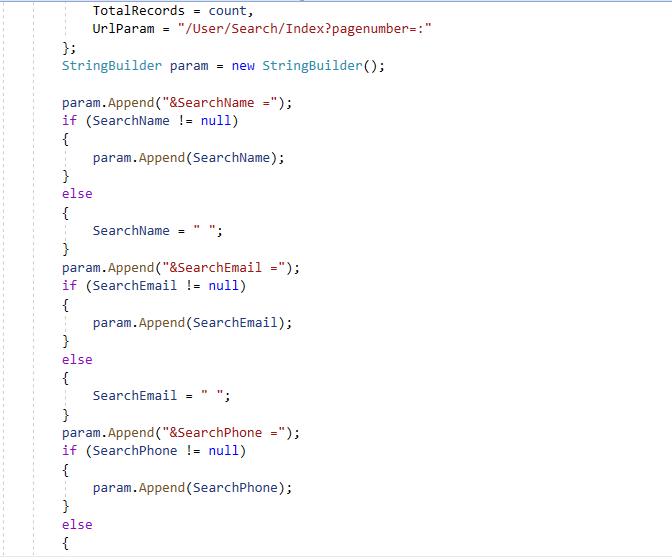 TotalRecords = count,
UrlParam = "/User/Search/Index?pagenumber=:"
};
StringBuilder param = new StringBuilder();
param.Append("&SearchName =");
if (SearchName != null)
{
param.Append(SearchName);
}
else
{
SearchName = " ";
}
param.Append("&SearchEmail =");
if (SearchEmail != null)
{
param.Append(SearchEmail);
}
else
{
SearchEmail = " ";
}
param.Append("&SearchPhone =");
if (SearchPhone != null)
{
param.Append(SearchPhone);
}
else
{